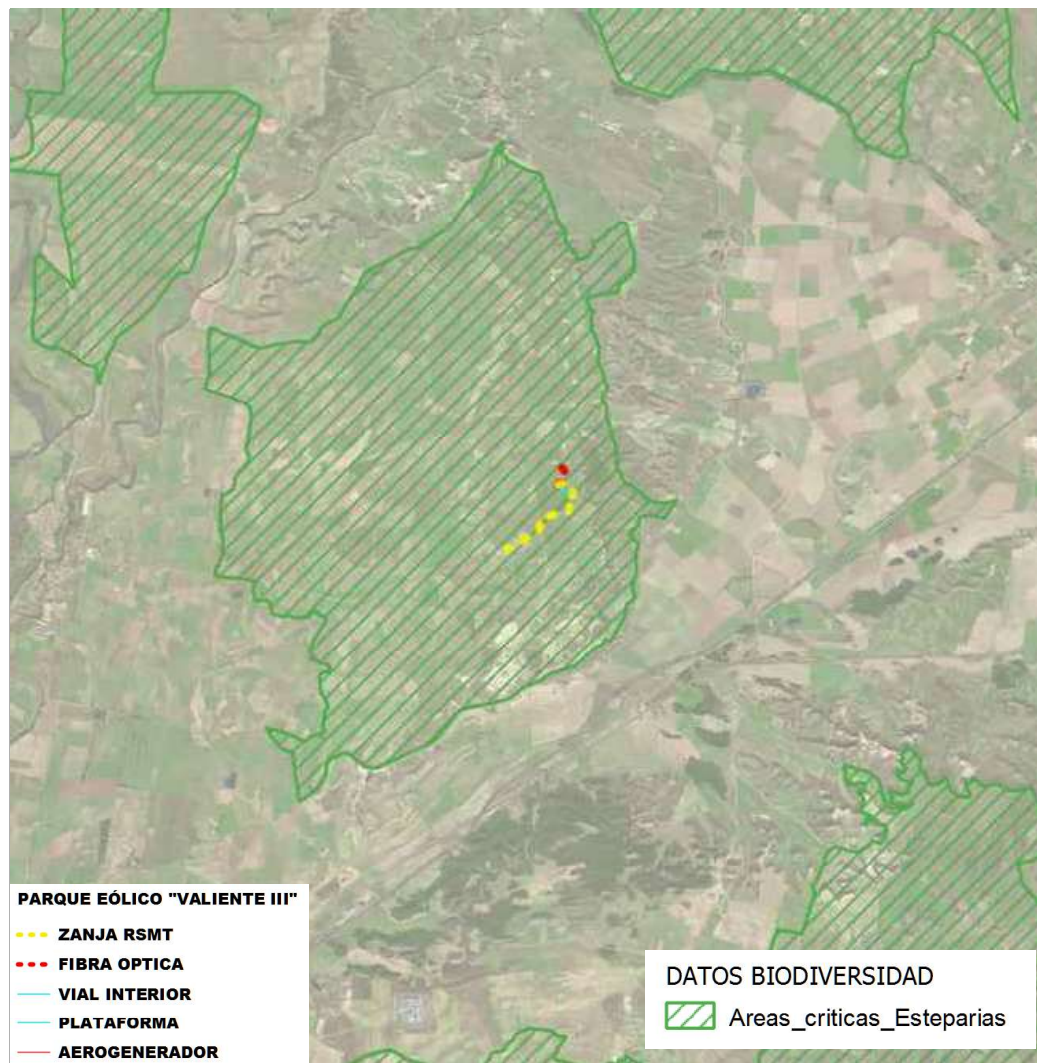 PARQUE EÓLICO "VALIENTE III"
ZANJA RSMT
FIBRA OPTICA
VIAL INTERIOR
PLATAFORMA
AEROGENERADOR
DATOS BIODIVERSIDAD
Areas_criticas_Esteparias